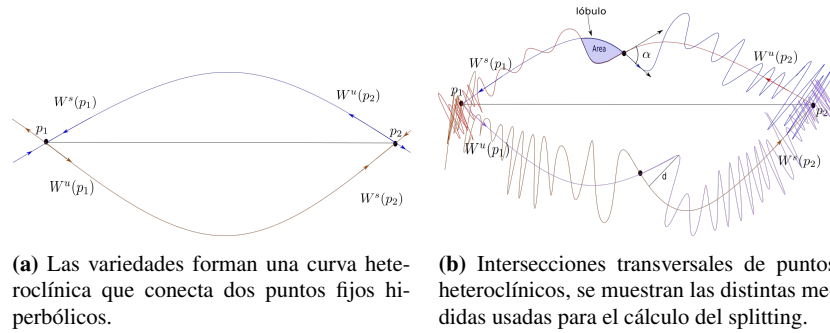 W^s(p_1)
W^u(p_2)
p_1
p_2
W^u(p_1)
W^s(p_2)
lóbulo
Área
α
W^s(p_1)
W^u(p_2)
p_1
p_2
W^u(p_1)
d
W^s(p_2)
(a) Las variedades forman una curva hete-
roclínica que conecta dos puntos fijos hi-
perbólicos.
(b) Intersecciones transversales de puntos
heteroclínicos, se muestran las distintas me-
didas usadas para el cálculo del splitting.